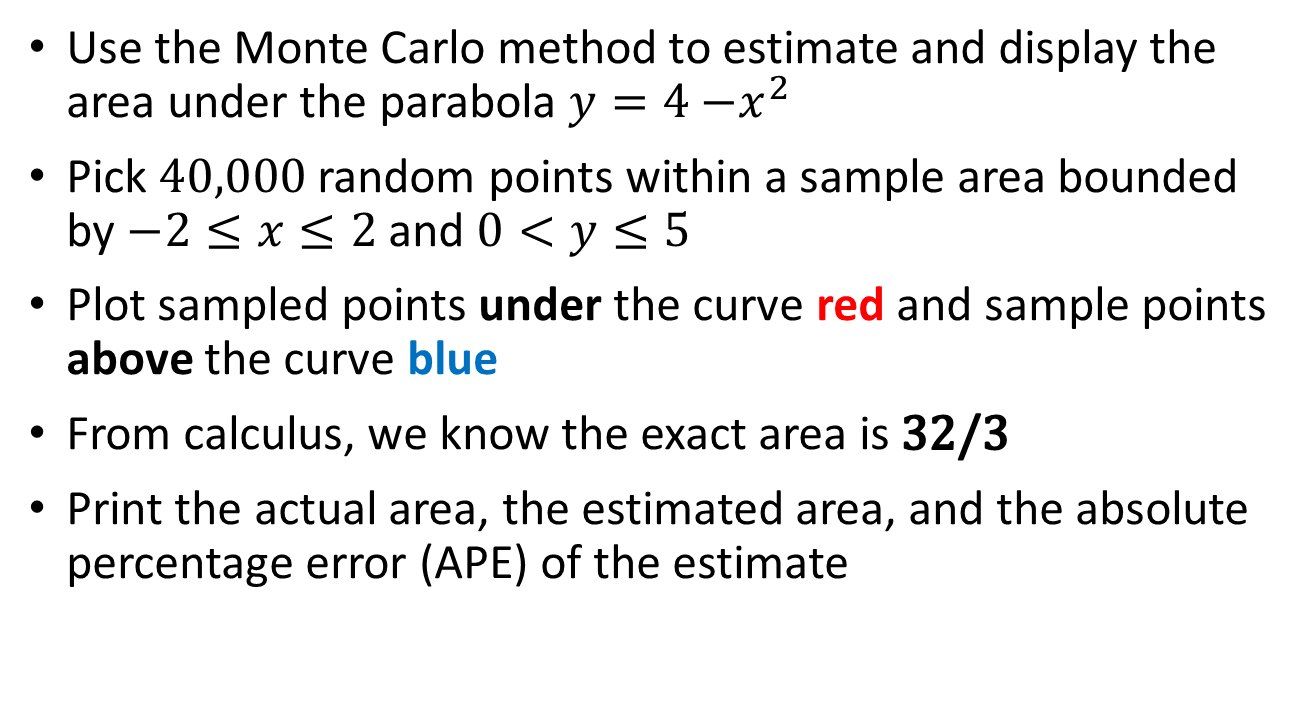 • Use the Monte Carlo method to estimate and display the
area under the parabola y = 4 −x²
• Pick 40,000 random points within a sample area bounded
by −2 ≤ x ≤ 2 and 0 < y ≤ 5
• Plot sampled points under the curve red and sample points
above the curve blue
• From calculus, we know the exact area is 32/3
• Print the actual area, the estimated area, and the absolute
percentage error (APE) of the estimate